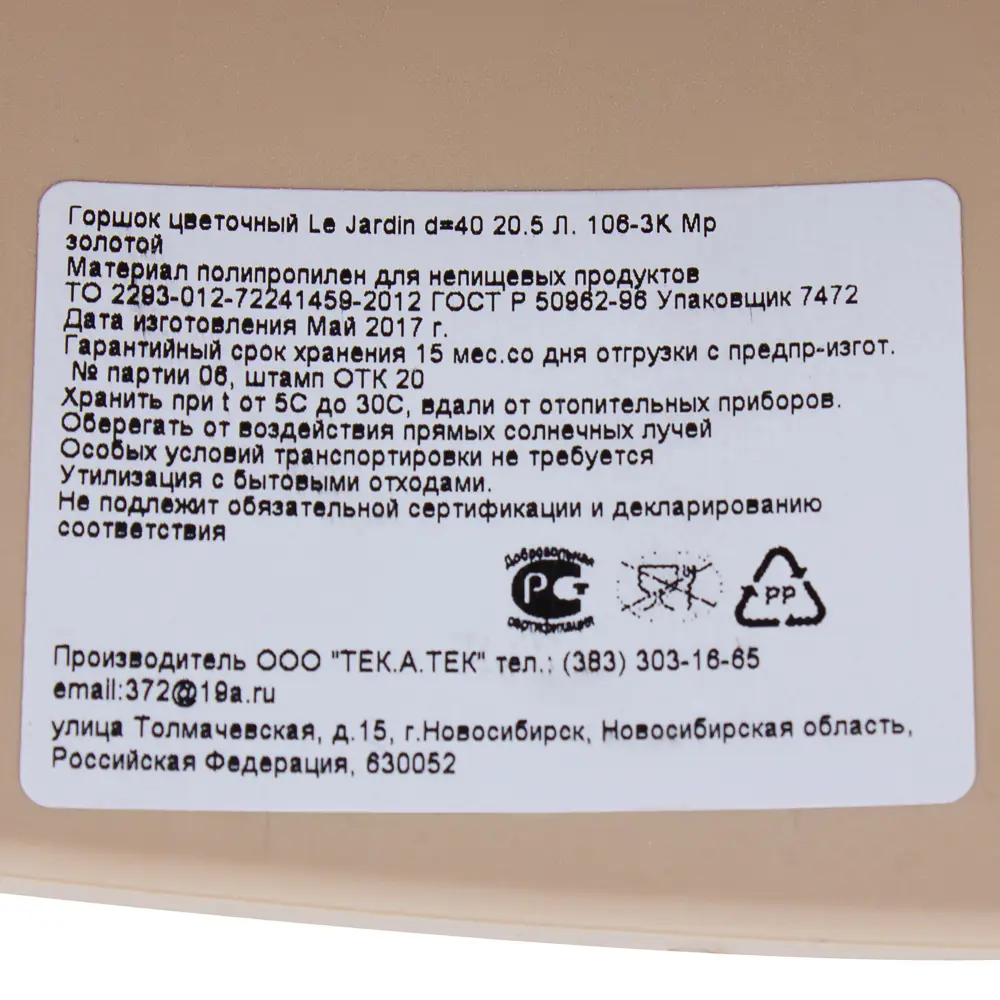 Горшок цветочный Le Jardin d=40 20.5 Л. 106-3К Мр
золотой
Материал полипропилен для непищевых продуктов
ТО 2293-012-72241459-2012 ГОСТ Р 50962-96 Упаковщик 7472
Дата изготовления Май 2017 г.
Гарантийный срок хранения 15 мес.со дня отгрузки с предпр-изгот.
№ партии 06, штамп ОТК 20
Хранить при t от 5С до 30С, вдали от отопительных приборов.
Оберегать от воздействия прямых солнечных лучей
Особых условий транспортировки не требуется
Утилизация с бытовыми отходами.
Не подлежит обязательной сертификации и декларированию
соответствия
Добровольная
РСТ
сертификация
PP
Производитель ООО "ТЕК.А.ТЕК" тел.: (383) 303-16-65
email:372@19a.ru
улица Толмачевская, д.15, г.Новосибирск, Новосибирская область,
Российская Федерация, 630052